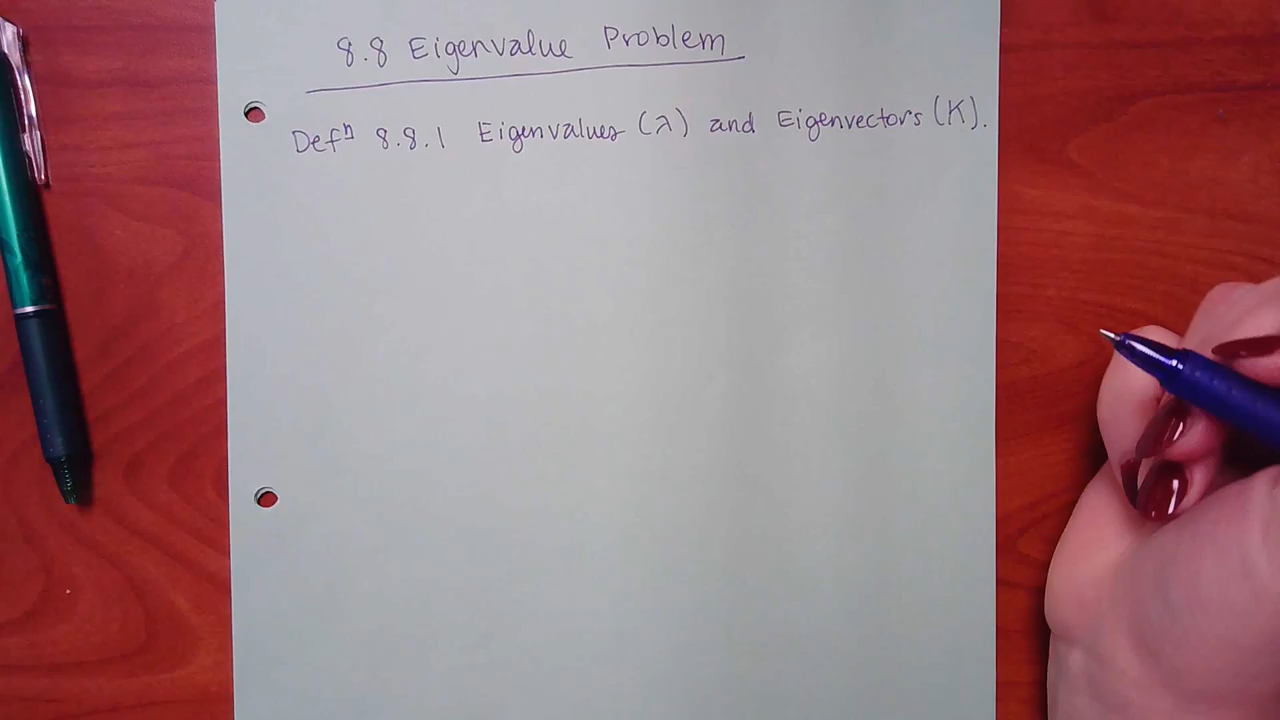 8.8 Eigenvalue Problem
Defⁿ 8.8.1 Eigenvalues (λ) and Eigenvectors (K).